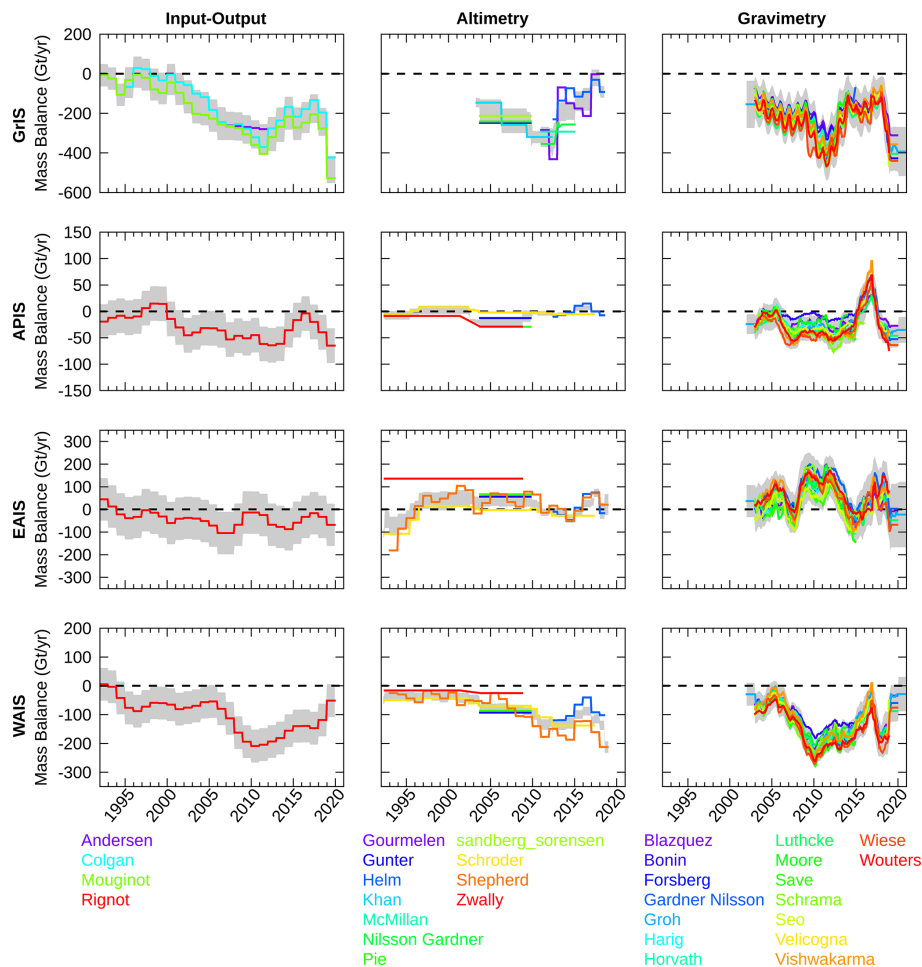 Input-Output Altimetry Gravimetry
GrIS
Mass Balance (Gt/yr)
200
0
-200
-400
-600
APIS
Mass Balance (Gt/yr)
150
100
50
0
-50
-100
-150
EAIS
Mass Balance (Gt/yr)
300
200
100
0
-100
-200
-300
WAIS
Mass Balance (Gt/yr)
200
100
0
-100
-200
-300
1995 2000 2005 2010 2015 2020 1995 2000 2005 2010 2015 2020 1995 2000 2005 2010 2015 2020
Andersen
Colgan
Mouginot
Rignot
Gourmelen
Gunter
Helm
Khan
McMillan
Nilsson Gardner
Pie
sandberg_sorensen
Schroder
Shepherd
Zwally
Blazquez
Bonin
Forsberg
Gardner Nilsson
Groh
Harig
Horvath
Luthcke
Moore
Save
Schrama
Seo
Velicogna
Vishwakarma
Wiese
Wouters